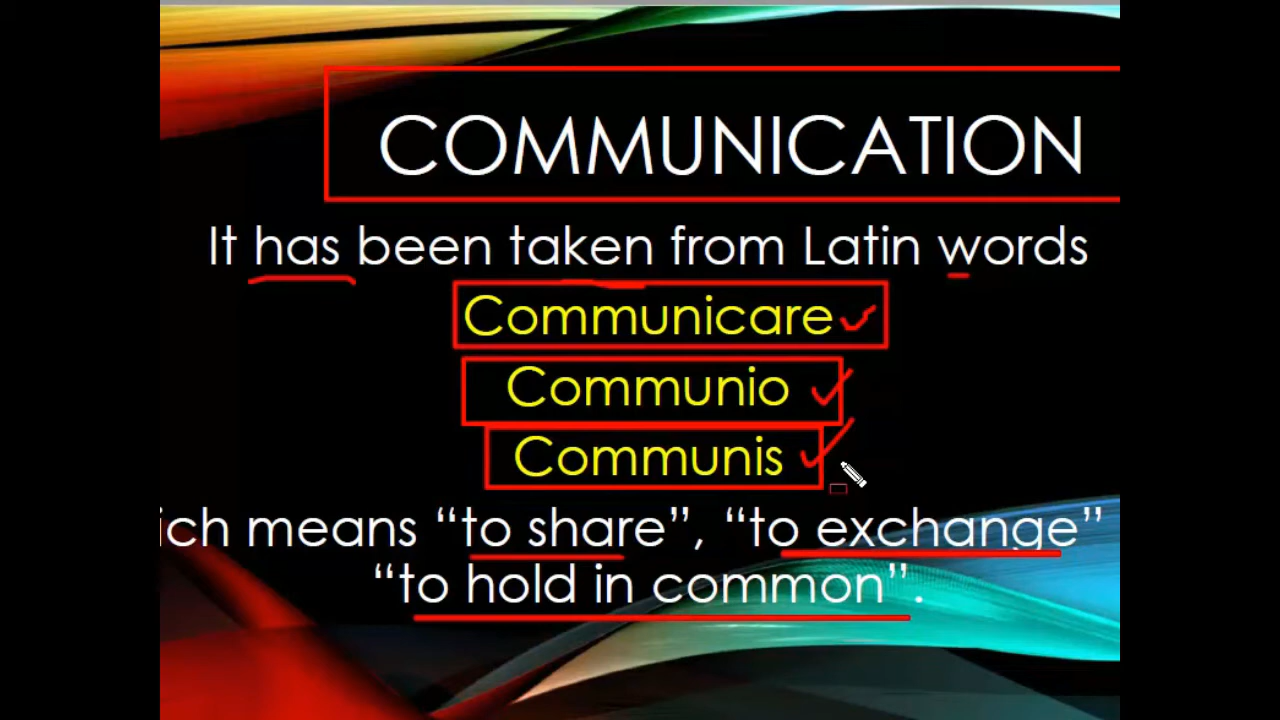 COMMUNICATION
It has been taken from Latin words
Communicare
Communio
Communis
ich means “to share”, “to exchange”
“to hold in common”.